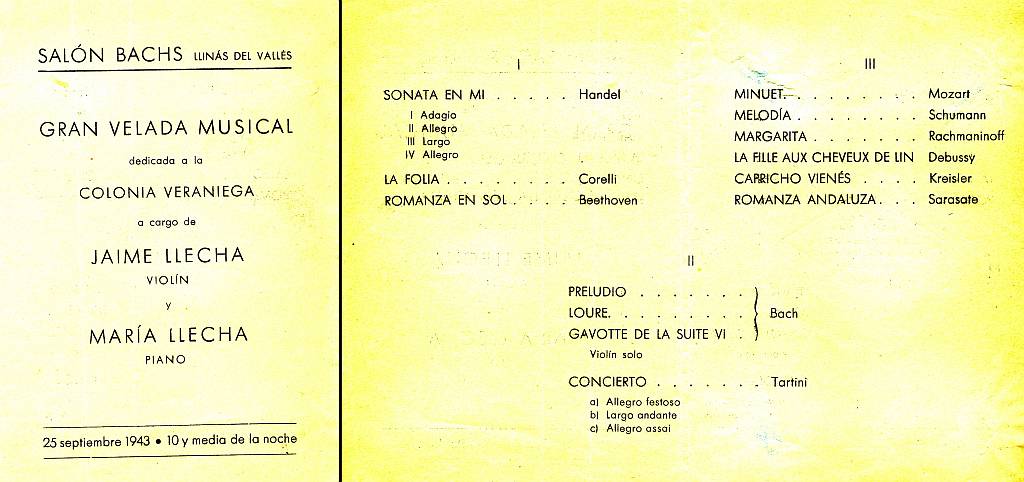 SALÓN BACHS LLINÁS DEL VALLÉS
GRAN VELADA MUSICAL
dedicada a la
COLONIA VERANIEGA
a cargo de
JAIME LLECHA
VIOLÍN
y
MARÍA LLECHA
PIANO
25 septiembre 1943 • 10 y media de la noche
I
SONATA EN MI . . . . . Handel
I Adagio
II Allegro
III Largo
IV Allegro
LA FOLIA . . . . . . . . Corelli
ROMANZA EN SOL . . . . Beethoven
II
PRELUDIO . . . . . . .
LOURE. . . . . . . . . Bach
GAVOTTE DE LA SUITE VI .
Violín solo
CONCIERTO . . . . . . . Tartini
a) Allegro festoso
b) Largo andante
c) Allegro assai
III
MINUET. . . . . . . . . Mozart
MELODÍA . . . . . . . . Schumann
MARGARITA . . . . . . . Rachmaninoff
LA FILLE AUX CHEVEUX DE LIN Debussy
CAPRICHO VIENÉS . . . . Kreisler
ROMANZA ANDALUZA . . . Sarasate